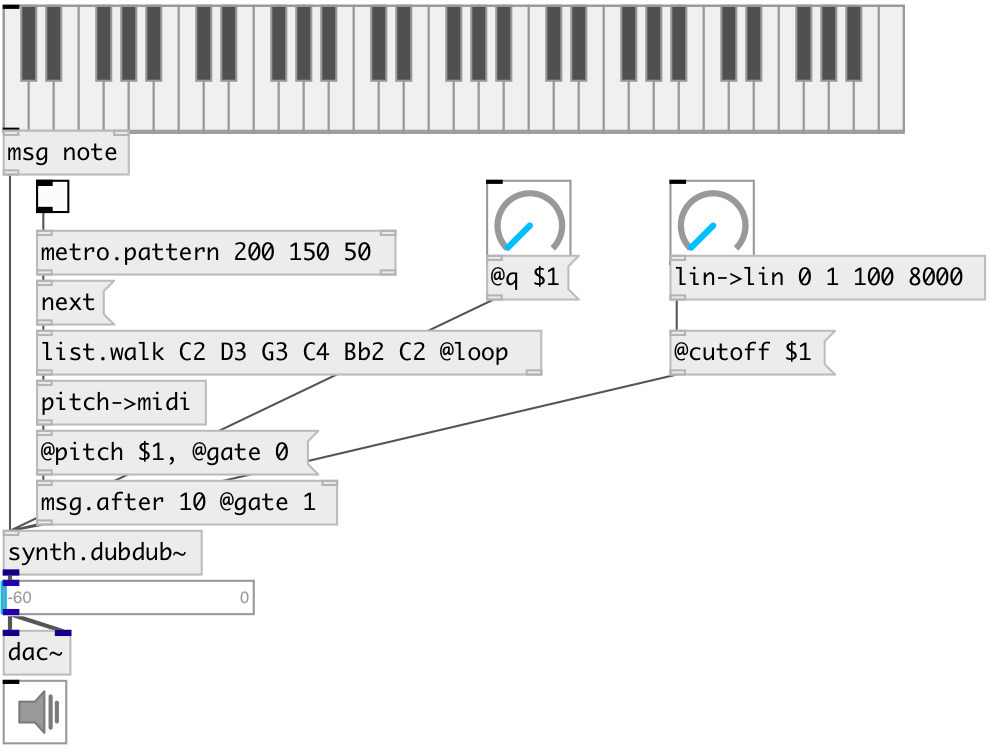 msg note
metro.pattern 200 150 50
@q $1
lin->lin 0 1 100 8000
next
list.walk C2 D3 G3 C4 Bb2 C2 @loop
@cutoff $1
pitch->midi
@pitch $1, @gate 0
msg.after 10 @gate 1
synth.dubdub~
-60 0
dac~